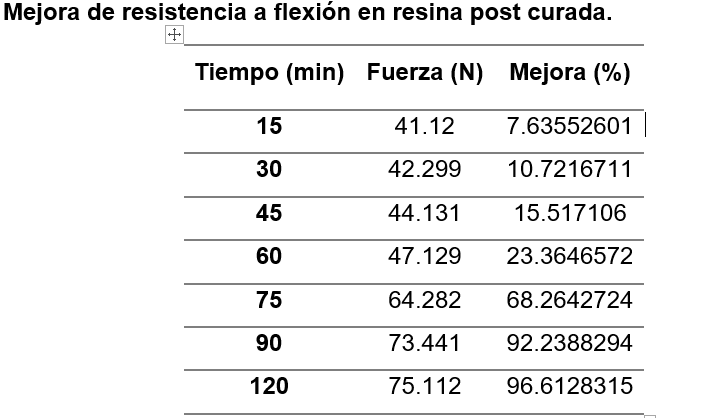 Mejora de resistencia a flexión en resina post curada.
Tiempo (min) Fuerza (N) Mejora (%)
15 41.12 7.63552601
30 42.299 10.7216711
45 44.131 15.517106
60 47.129 23.3646572
75 64.282 68.2642724
90 73.441 92.2388294
120 75.112 96.6128315